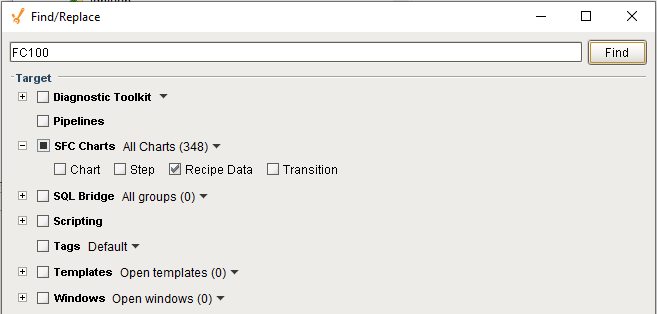 Find/Replace
FC100
Find
Target
Diagnostic Toolkit
Pipelines
SFC Charts All Charts (348)
Chart Step Recipe Data Transition
SQL Bridge All groups (0)
Scripting
Tags Default
Templates Open templates (0)
Windows Open windows (0)